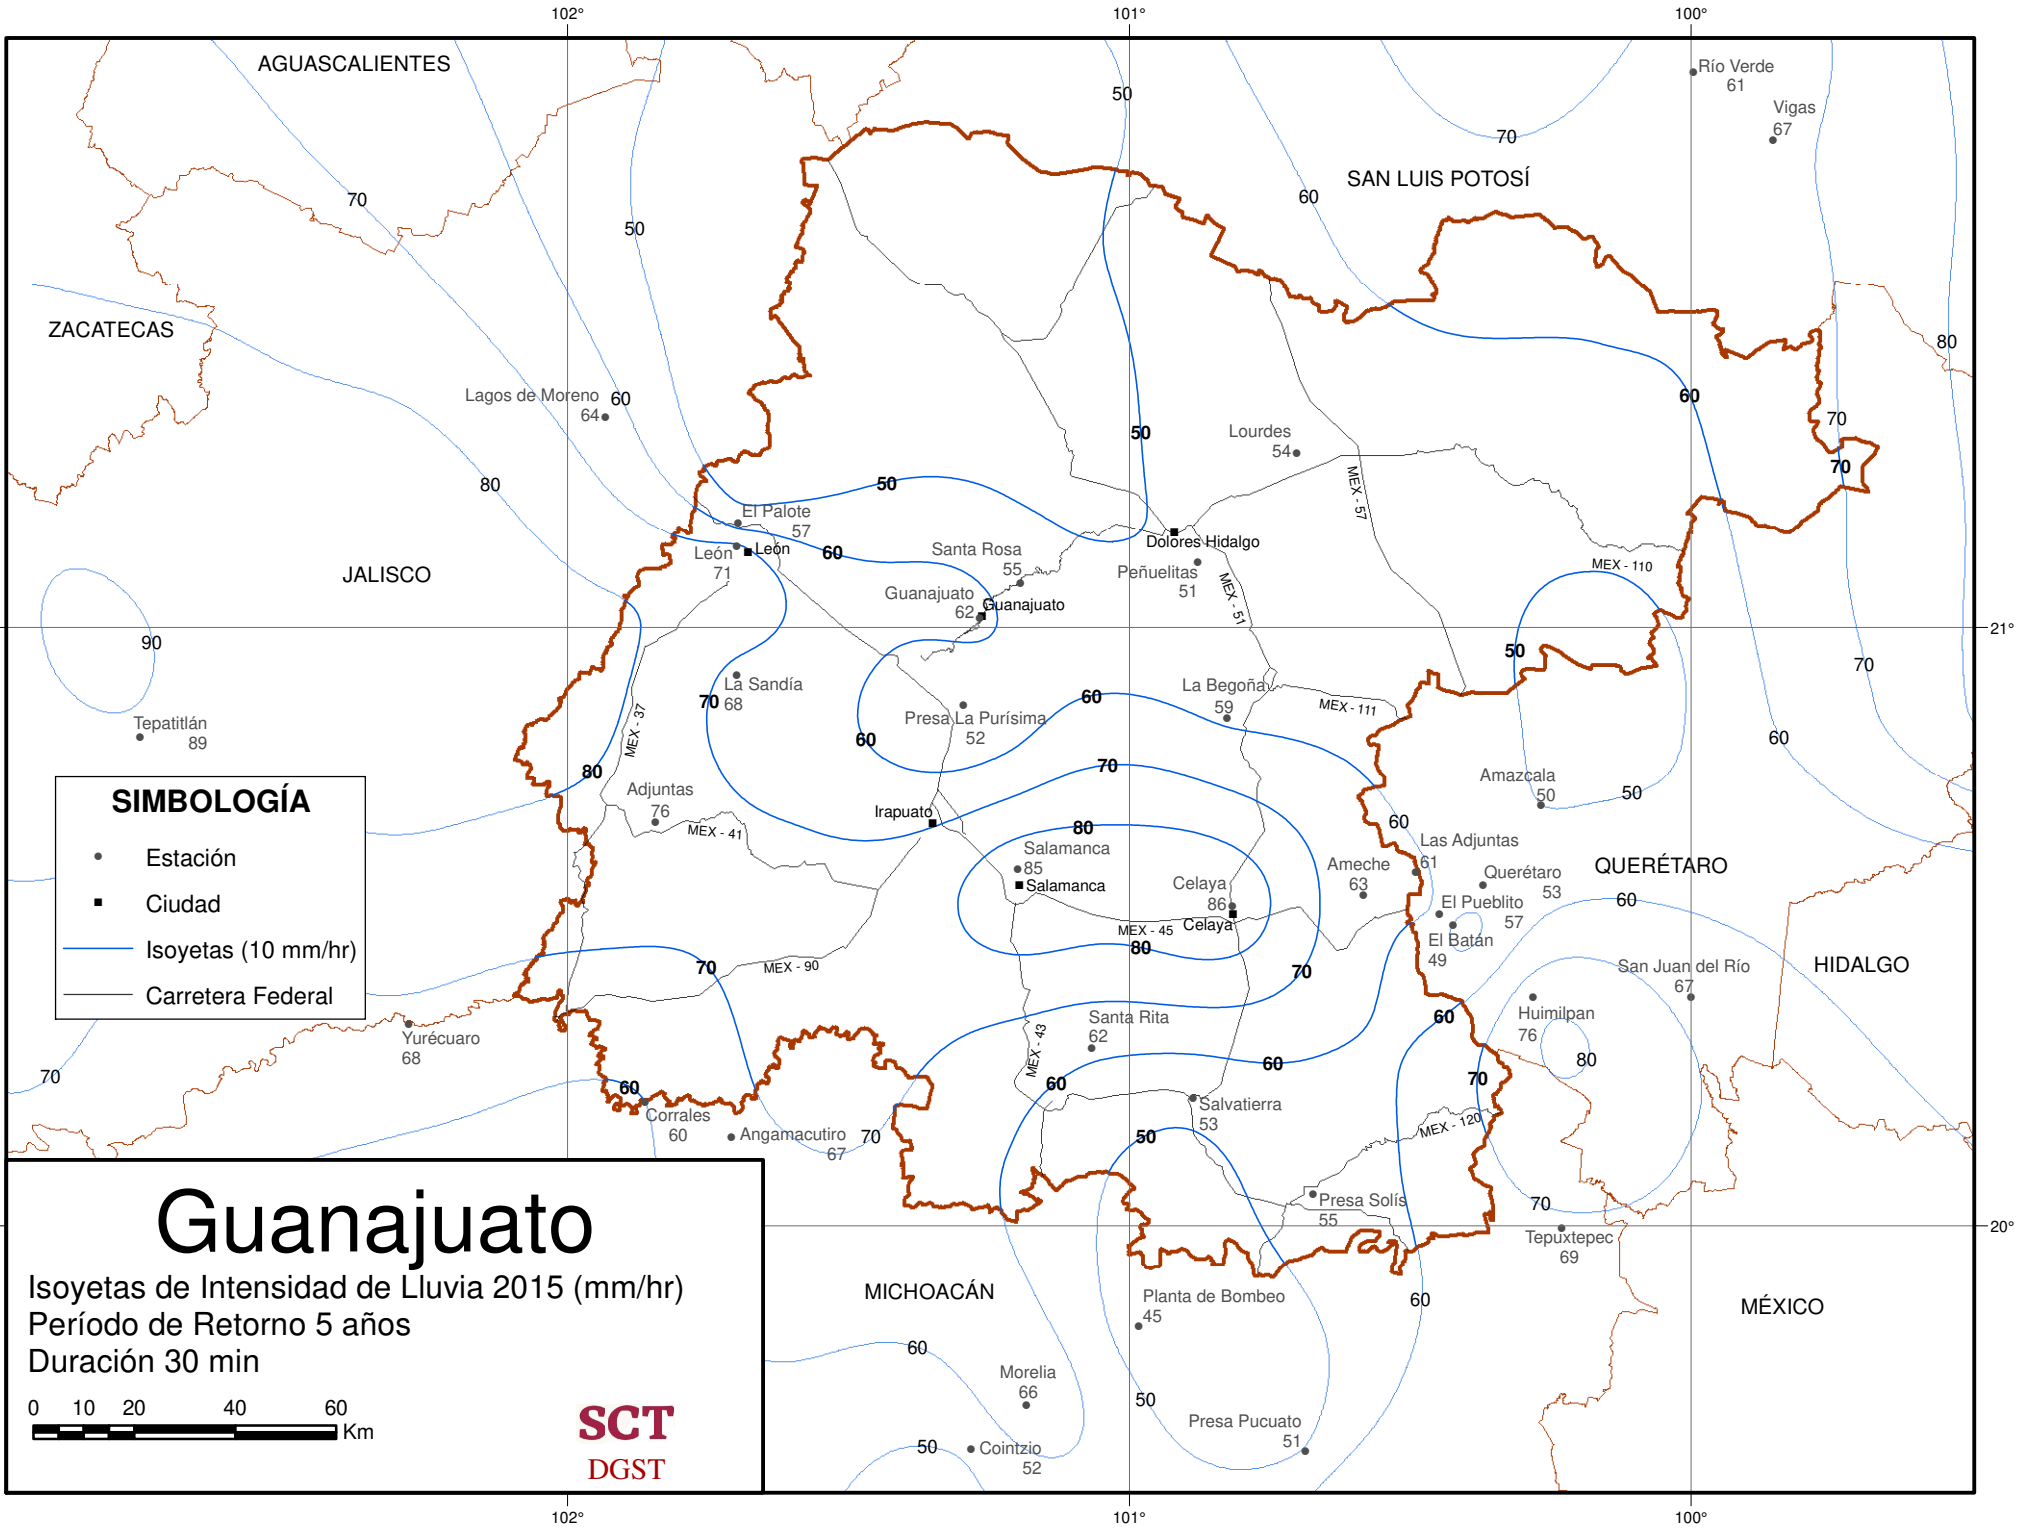 102°
101°
100°
AGUASCALIENTES
Río Verde
61
50
Vigas
67
70
SAN LUIS POTOSÍ
70
60
50
ZACATECAS
80
Lagos de Moreno
64
60
60
70
50
Lourdes
54
70
80
50
MEX - 57
El Palote
57
León
León
71
60
Santa Rosa
55
Dolores Hidalgo
Peñuelitas
51
MEX - 110
JALISCO
Guanajuato
62
Guanajuato
MEX - 51
21°
90
50
70
La Sandía
68
70
60
La Begoña
59
MEX - 111
Tepatitlán
89
MEX - 37
Presa La Purísima
52
60
60
80
70
Amazcala
50
50
SIMBOLOGÍA
Estación
Ciudad
Isoyetas (10 mm/hr)
Carretera Federal
Adjuntas
76
MEX - 41
Irapuato
80
60
Las Adjuntas
61
Salamanca
85
Salamanca
Ameche
63
Celaya
86
Celaya
Querétaro
53
QUERÉTARO
60
El Pueblito
57
MEX - 45
80
El Batán
49
70
MEX - 90
70
San Juan del Río
67
HIDALGO
Yurécuaro
68
Santa Rita
62
60
Huimilpan
76
80
70
MEX - 43
60
60
70
60
Corrales
60
Salvatierra
53
MEX - 120
Angamacutiro
67
70
50
Presa Solís
55
70
20°
Tepuxtepec
69
Guanajuato
Isoyetas de Intensidad de Lluvia 2015 (mm/hr)
Período de Retorno 5 años
Duración 30 min
0 10 20 40 60
Km
SCT
DGST
MICHOACÁN
Planta de Bombeo
45
60
MÉXICO
60
Morelia
66
50
Presa Pucuato
51
50
Cointzio
52
102°
101°
100°